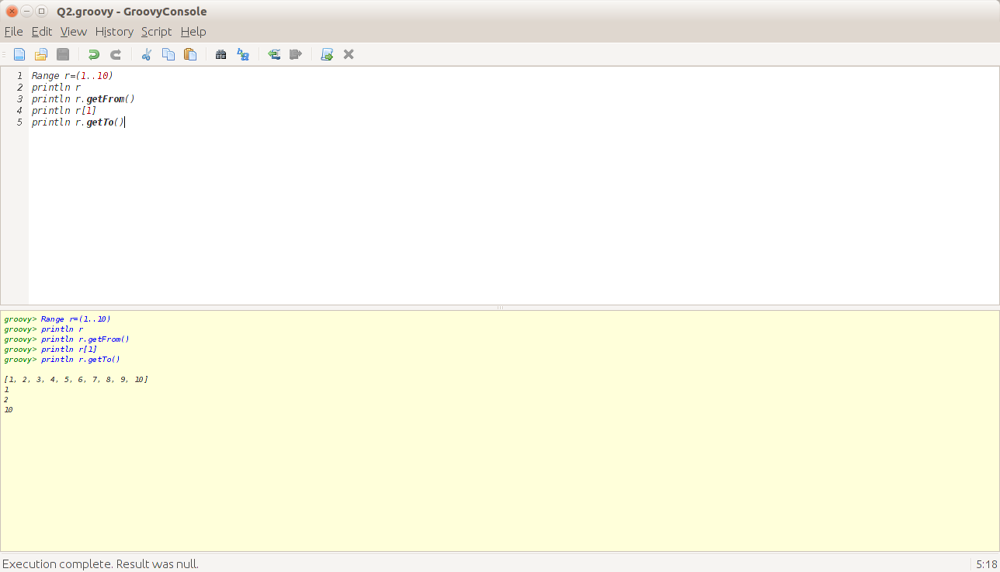 Q2.groovy - GroovyConsole
File Edit View History Script Help
1 Range r=(1..10)
2 println r
3 println r.getFrom()
4 println r[1]
5 println r.getTo()
groovy> Range r=(1..10)
groovy> println r
groovy> println r.getFrom()
groovy> println r[1]
groovy> println r.getTo()
[1, 2, 3, 4, 5, 6, 7, 8, 9, 10]
1
2
10
Execution complete. Result was null. 5:18